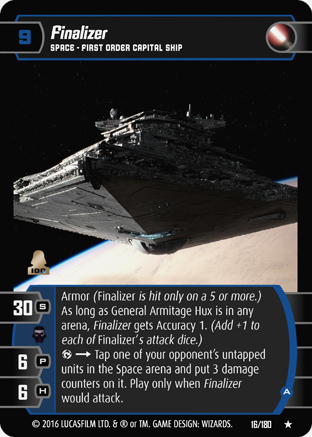 9
Finalizer
SPACE - FIRST ORDER CAPITAL SHIP
30 S
6 P
6 H
Armor (Finalizer is hit only on a 5 or more.)
As long as General Armitage Hux is in any
arena, Finalizer gets Accuracy 1. (Add +1 to
each of Finalizer's attack dice.)
Tap one of your opponent's untapped
units in the Space arena and put 3 damage
counters on it. Play only when Finalizer
would attack.
A
© 2016 LUCASFILM LTD. & ® or TM. GAME DESIGN: WIZARDS. 16/180